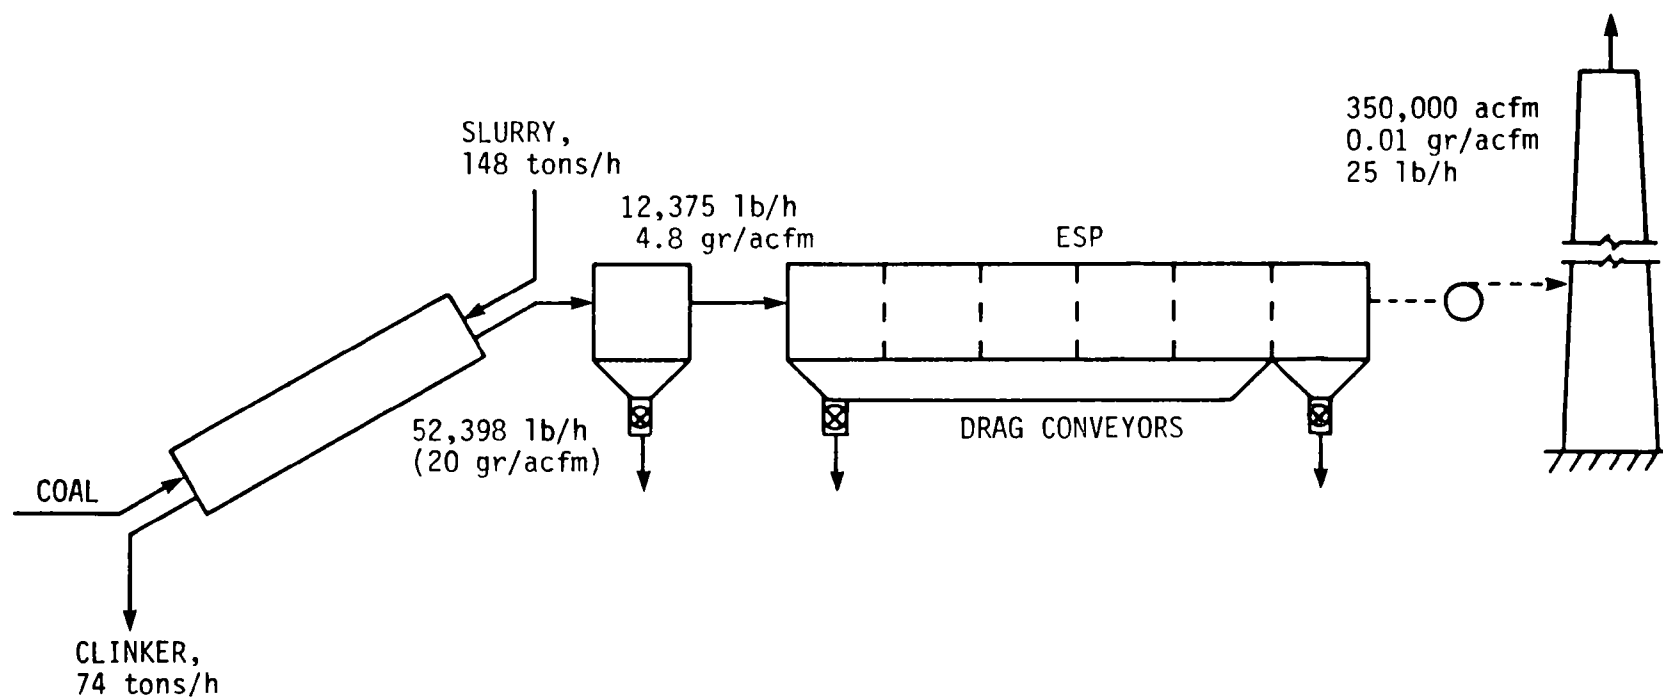 350,000 acfm
0.01 gr/acfm
25 lb/h
SLURRY,
148 tons/h
12,375 lb/h
4.8 gr/acfm
ESP
52,398 lb/h
(20 gr/acfm)
DRAG CONVEYORS
COAL
CLINKER,
74 tons/h